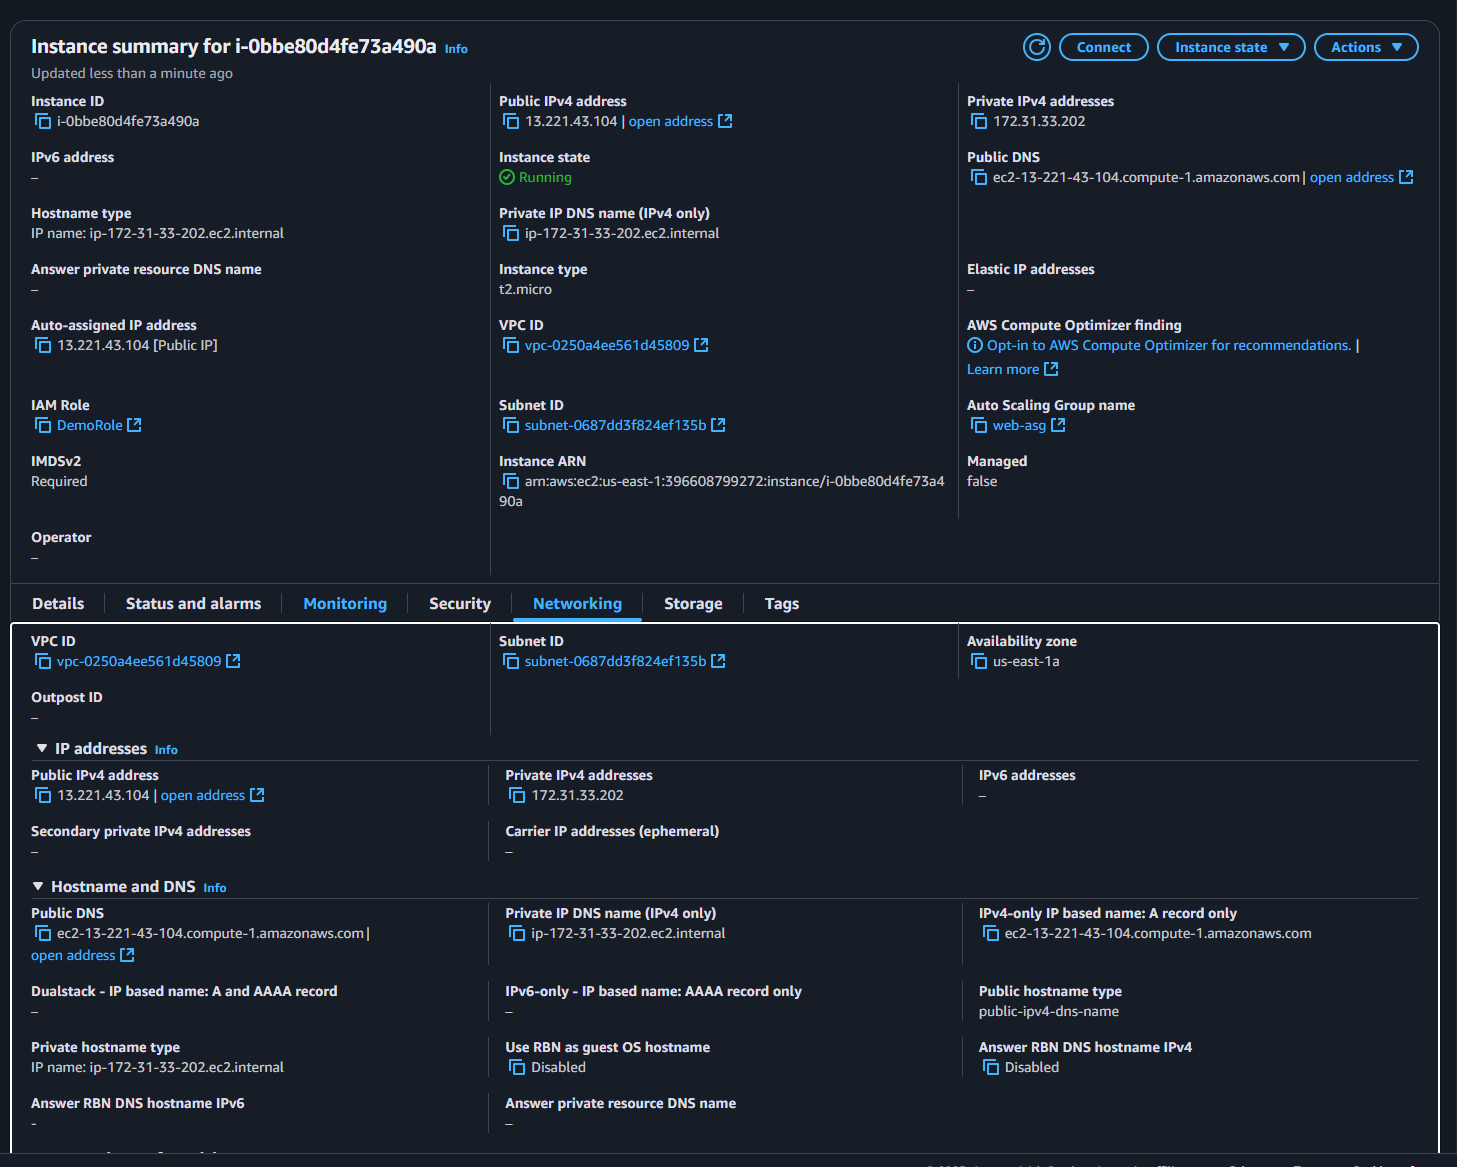 Instance summary for i-0bbe80d4fe73a490a Info
Connect
Instance state
Actions
Updated less than a minute ago
Instance ID
i-0bbe80d4fe73a490a
Public IPv4 address
13.221.43.104 | open address
Private IPv4 addresses
172.31.33.202
IPv6 address
–
Instance state
Running
Public DNS
ec2-13-221-43-104.compute-1.amazonaws.com | open address
Hostname type
IP name: ip-172-31-33-202.ec2.internal
Private IP DNS name (IPv4 only)
ip-172-31-33-202.ec2.internal
Answer private resource DNS name
–
Instance type
t2.micro
Elastic IP addresses
–
Auto-assigned IP address
13.221.43.104 [Public IP]
VPC ID
vpc-0250a4ee561d45809
AWS Compute Optimizer finding
Opt-in to AWS Compute Optimizer for recommendations. |
Learn more
IAM Role
DemoRole
Subnet ID
subnet-0687dd3f824ef135b
Auto Scaling Group name
web-asg
IMDSv2
Required
Instance ARN
arn:aws:ec2:us-east-1:396608799272:instance/i-0bbe80d4fe73a4
90a
Managed
false
Operator
–
Details
Status and alarms
Monitoring
Security
Networking
Storage
Tags
VPC ID
vpc-0250a4ee561d45809
Subnet ID
subnet-0687dd3f824ef135b
Availability zone
us-east-1a
Outpost ID
–
IP addresses Info
Public IPv4 address
13.221.43.104 | open address
Private IPv4 addresses
172.31.33.202
IPv6 addresses
–
Secondary private IPv4 addresses
–
Carrier IP addresses (ephemeral)
–
Hostname and DNS Info
Public DNS
ec2-13-221-43-104.compute-1.amazonaws.com |
open address
Private IP DNS name (IPv4 only)
ip-172-31-33-202.ec2.internal
IPv4-only IP based name: A record only
ec2-13-221-43-104.compute-1.amazonaws.com
Dualstack - IP based name: A and AAAA record
–
IPv6-only - IP based name: AAAA record only
–
Public hostname type
public-ipv4-dns-name
Private hostname type
IP name: ip-172-31-33-202.ec2.internal
Use RBN as guest OS hostname
Disabled
Answer RBN DNS hostname IPv4
Disabled
Answer RBN DNS hostname IPv6
-
Answer private resource DNS name
–